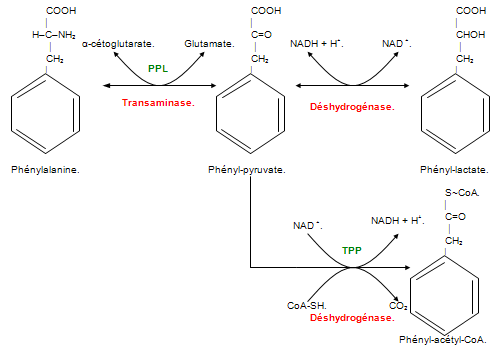 COOH
H–C–NH₂
CH₂
Phénylalanine.
α-cétoglutarate.
Glutamate.
PPL
Transaminase.
COOH
C=O
CH₂
Phényl-pyruvate.
NADH + H⁺.
NAD⁺.
Déshydrogénase.
COOH
CHOH
CH₂
Phényl-lactate.
NAD⁺.
NADH + H⁺.
TPP
CoA-SH.
CO₂
Déshydrogénase.
S~CoA.
C=O
CH₂
Phényl-acétyl-CoA.